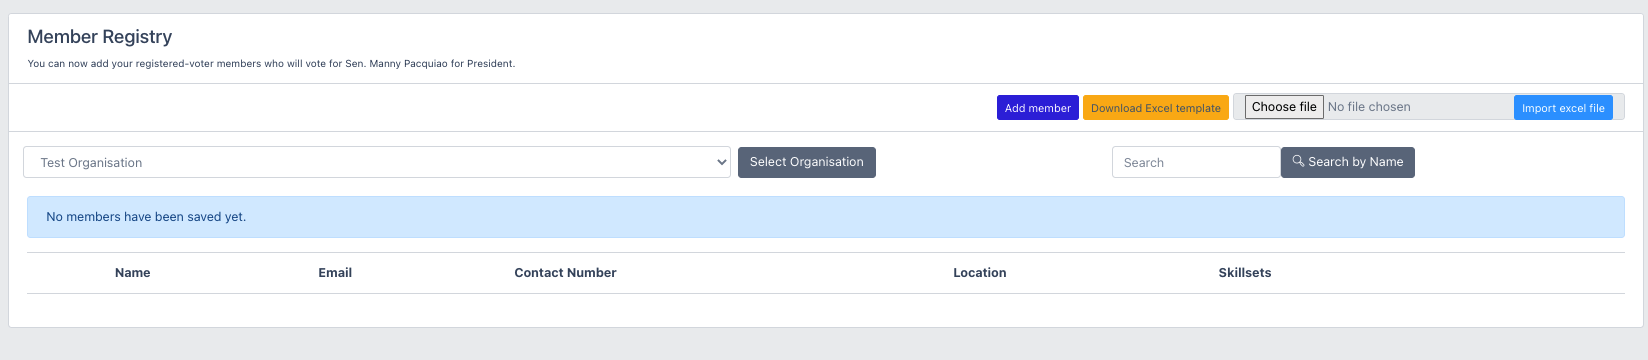 Member Registry
You can now add your registered-voter members who will vote for Sen. Manny Pacquiao for President.
Add member Download Excel template Choose file No file chosen Import excel file
Test Organisation Select Organisation Search Search by Name
No members have been saved yet.
Name Email Contact Number Location Skillsets